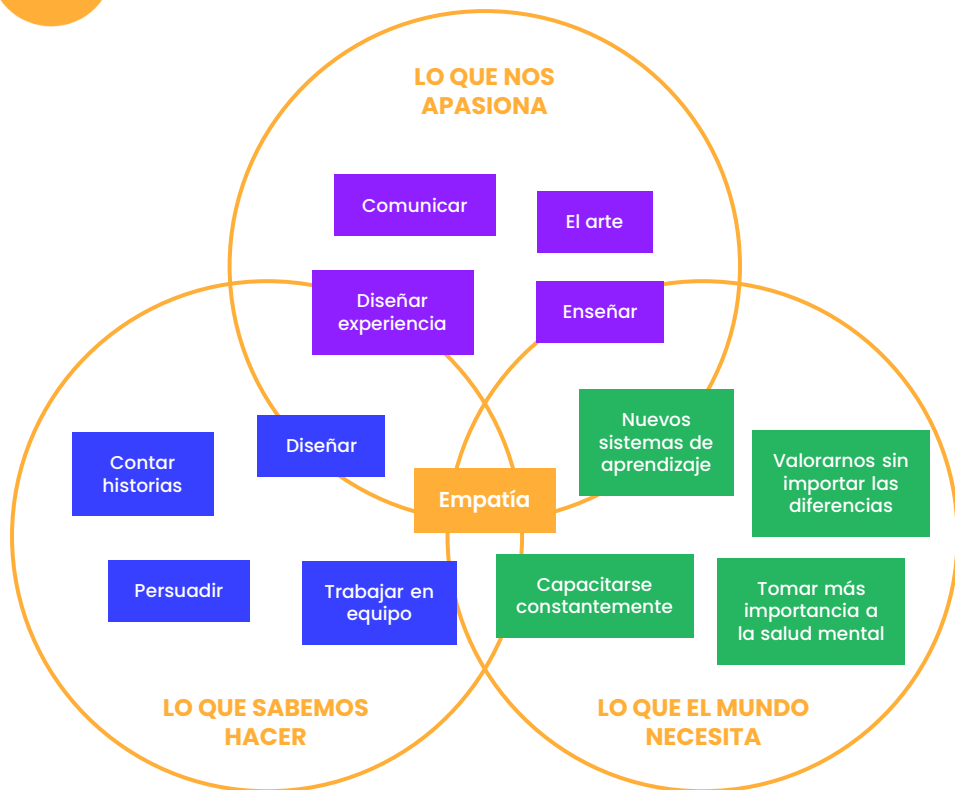 LO QUE NOS
APASIONA
Comunicar
El arte
Diseñar
experiencia
Enseñar
Contar
historias
Diseñar
Persuadir
Trabajar en
equipo
Empatía
Nuevos
sistemas de
aprendizaje
Valorarnos sin
importar las
diferencias
Capacitarse
constantemente
Tomar más
importancia a
la salud mental
LO QUE SABEMOS
HACER
LO QUE EL MUNDO
NECESITA